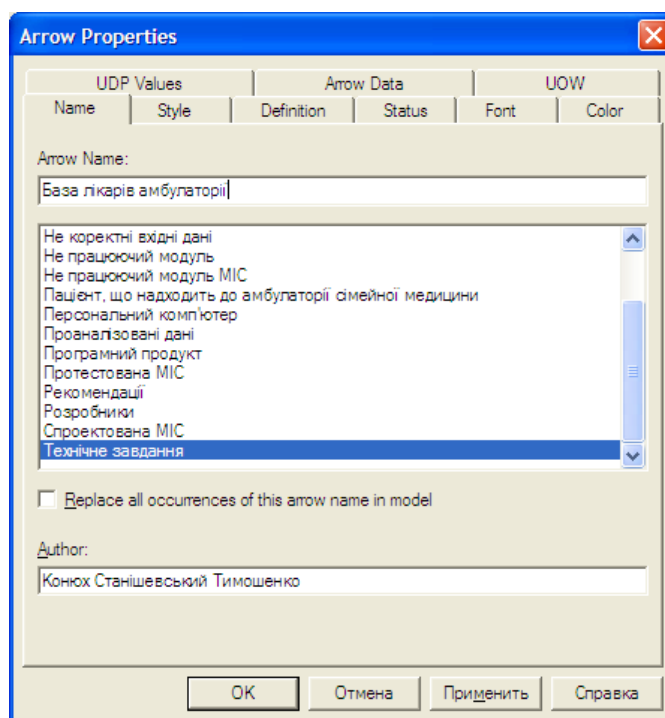 Arrow Properties
UDP Values Arrow Data UOW
Name Style Definition Status Font Color
Arrow Name:
База лікарів амбулаторії
Не коректні вхідні дані
Не працюючий модуль
Не працюючий модуль МІС
Пацієнт, що надходить до амбулаторії сімейної медицини
Персональний комп'ютер
Проаналізовані дані
Програмний продукт
Протестована МІС
Рекомендації
Розробники
Спроектована МІС
Технічне завдання
Replace all occurrences of this arrow name in model
Author:
Конюх Станішевський Тимошенко
OK Отмена Применить Справка